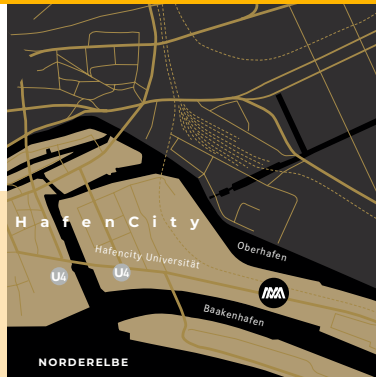 HafenCity
Oberhafen
Hafencity Universität
U4
U4
Baakenhafen
NORDERELBE